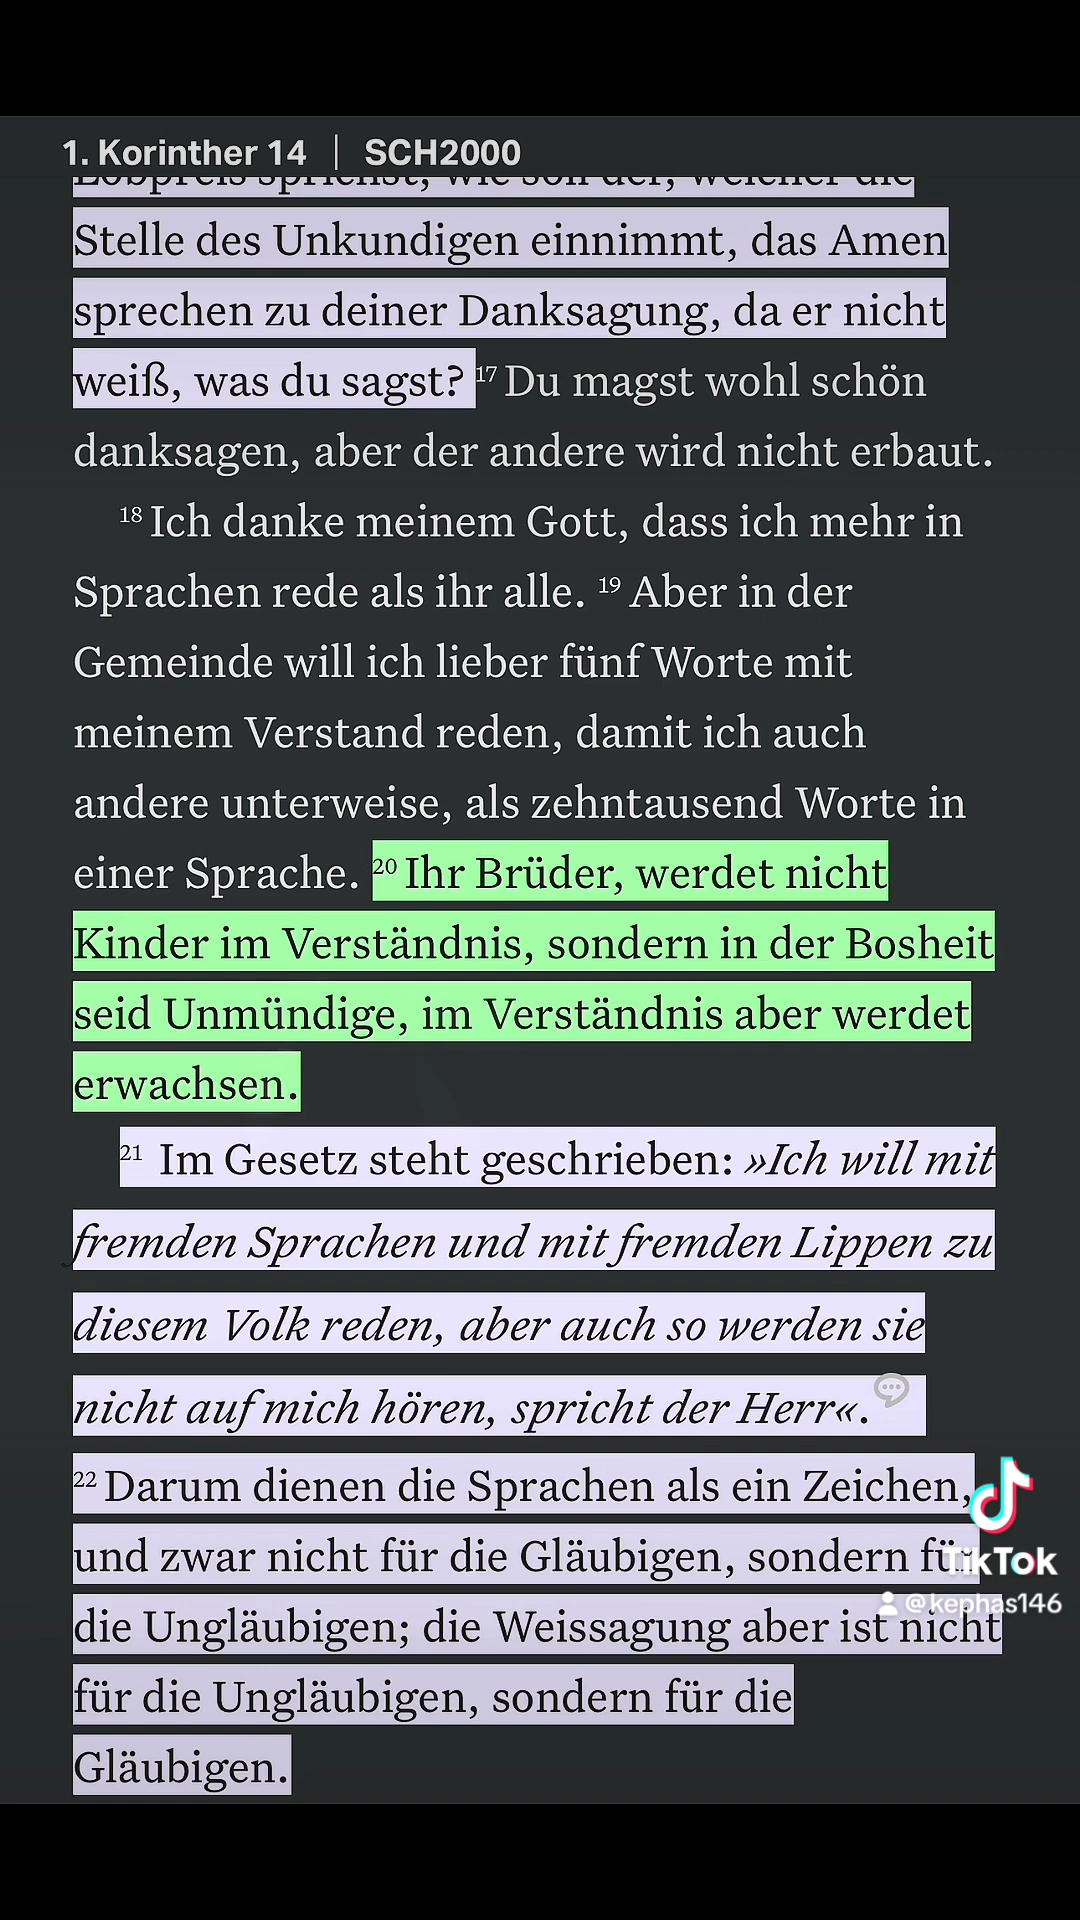 1. Korinther 14 | SCH2000
Lobpreis sprichst, wie soll der, welcher die
Stelle des Unkundigen einnimmt, das Amen
sprechen zu deiner Danksagung, da er nicht
weiß, was du sagst? 17 Du magst wohl schön
danksagen, aber der andere wird nicht erbaut.
18 Ich danke meinem Gott, dass ich mehr in
Sprachen rede als ihr alle. 19 Aber in der
Gemeinde will ich lieber fünf Worte mit
meinem Verstand reden, damit ich auch
andere unterweise, als zehntausend Worte in
einer Sprache. 20 Ihr Brüder, werdet nicht
Kinder im Verständnis, sondern in der Bosheit
seid Unmündige, im Verständnis aber werdet
erwachsen.
21 Im Gesetz steht geschrieben: »Ich will mit
fremden Sprachen und mit fremden Lippen zu
diesem Volk reden, aber auch so werden sie
nicht auf mich hören, spricht der Herr«.
22 Darum dienen die Sprachen als ein Zeichen,
und zwar nicht für die Gläubigen, sondern für
die Ungläubigen; die Weissagung aber ist nicht
für die Ungläubigen, sondern für die
Gläubigen.
TikTok
@kephas146